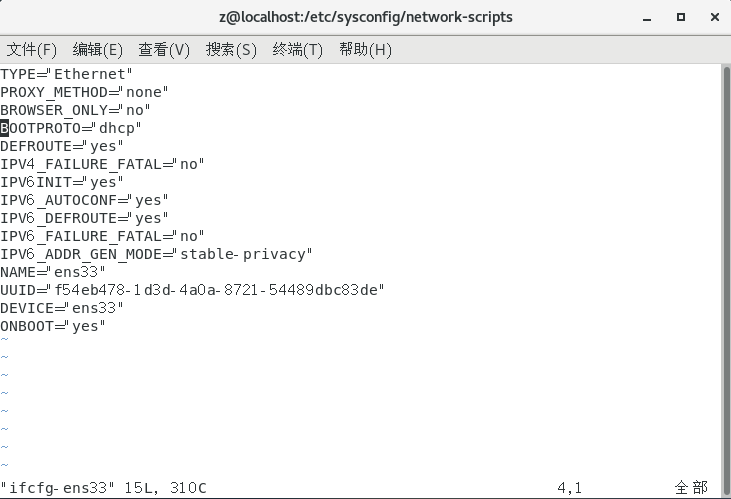 z@localhost:/etc/sysconfig/network-scripts
文件(F) 编辑(E) 查看(V) 搜索(S) 终端(T) 帮助(H)
TYPE="Ethernet"
PROXY_METHOD="none"
BROWSER_ONLY="no"
BOOTPROTO="dhcp"
DEFROUTE="yes"
IPV4_FAILURE_FATAL="no"
IPV6INIT="yes"
IPV6_AUTOCONF="yes"
IPV6_DEFROUTE="yes"
IPV6_FAILURE_FATAL="no"
IPV6_ADDR_GEN_MODE="stable-privacy"
NAME="ens33"
UUID="f54eb478-1d3d-4a0a-8721-54489dbc83de"
DEVICE="ens33"
ONBOOT="yes"
~
~
~
~
~
~
~
~
"ifcfg-ens33" 15L, 310C 4,1 全部